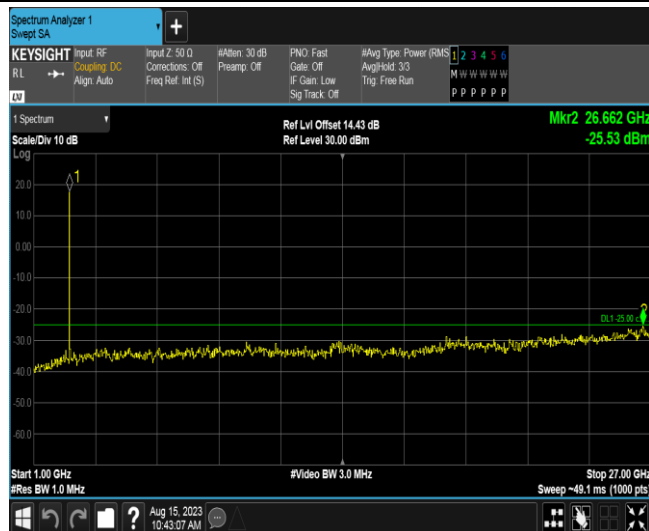 Spectrum Analyzer 1
Swept SA
+
KEYSIGHT
RL
LXI
Input: RF
Coupling: DC
Align: Auto
Input Z: 50 Ω
Corrections: Off
Freq Ref: Int (S)
#Atten: 30 dB
Preamp: Off
PNO: Fast
Gate: Off
IF Gain: Low
Sig Track: Off
#Avg Type: Power (RMS
Avg|Hold: 3/3
Trig: Free Run
1 2 3 4 5 6
M W W W W W
P P P P P P
1 Spectrum
Scale/Div 10 dB
Log
Ref Lvl Offset 14.43 dB
Ref Level 30.00 dBm
Mkr2 26.662 GHz
-25.53 dBm
1
20.0
10.0
0.00
-10.0
-20.0
DL1 -25.00
-30.0
-40.0
-50.0
-60.0
Start 1.00 GHz
#Res BW 1.0 MHz
#Video BW 3.0 MHz
Stop 27.00 GHz
Sweep ~49.1 ms (1000 pts)
?
Aug 15, 2023
10:43:07 AM